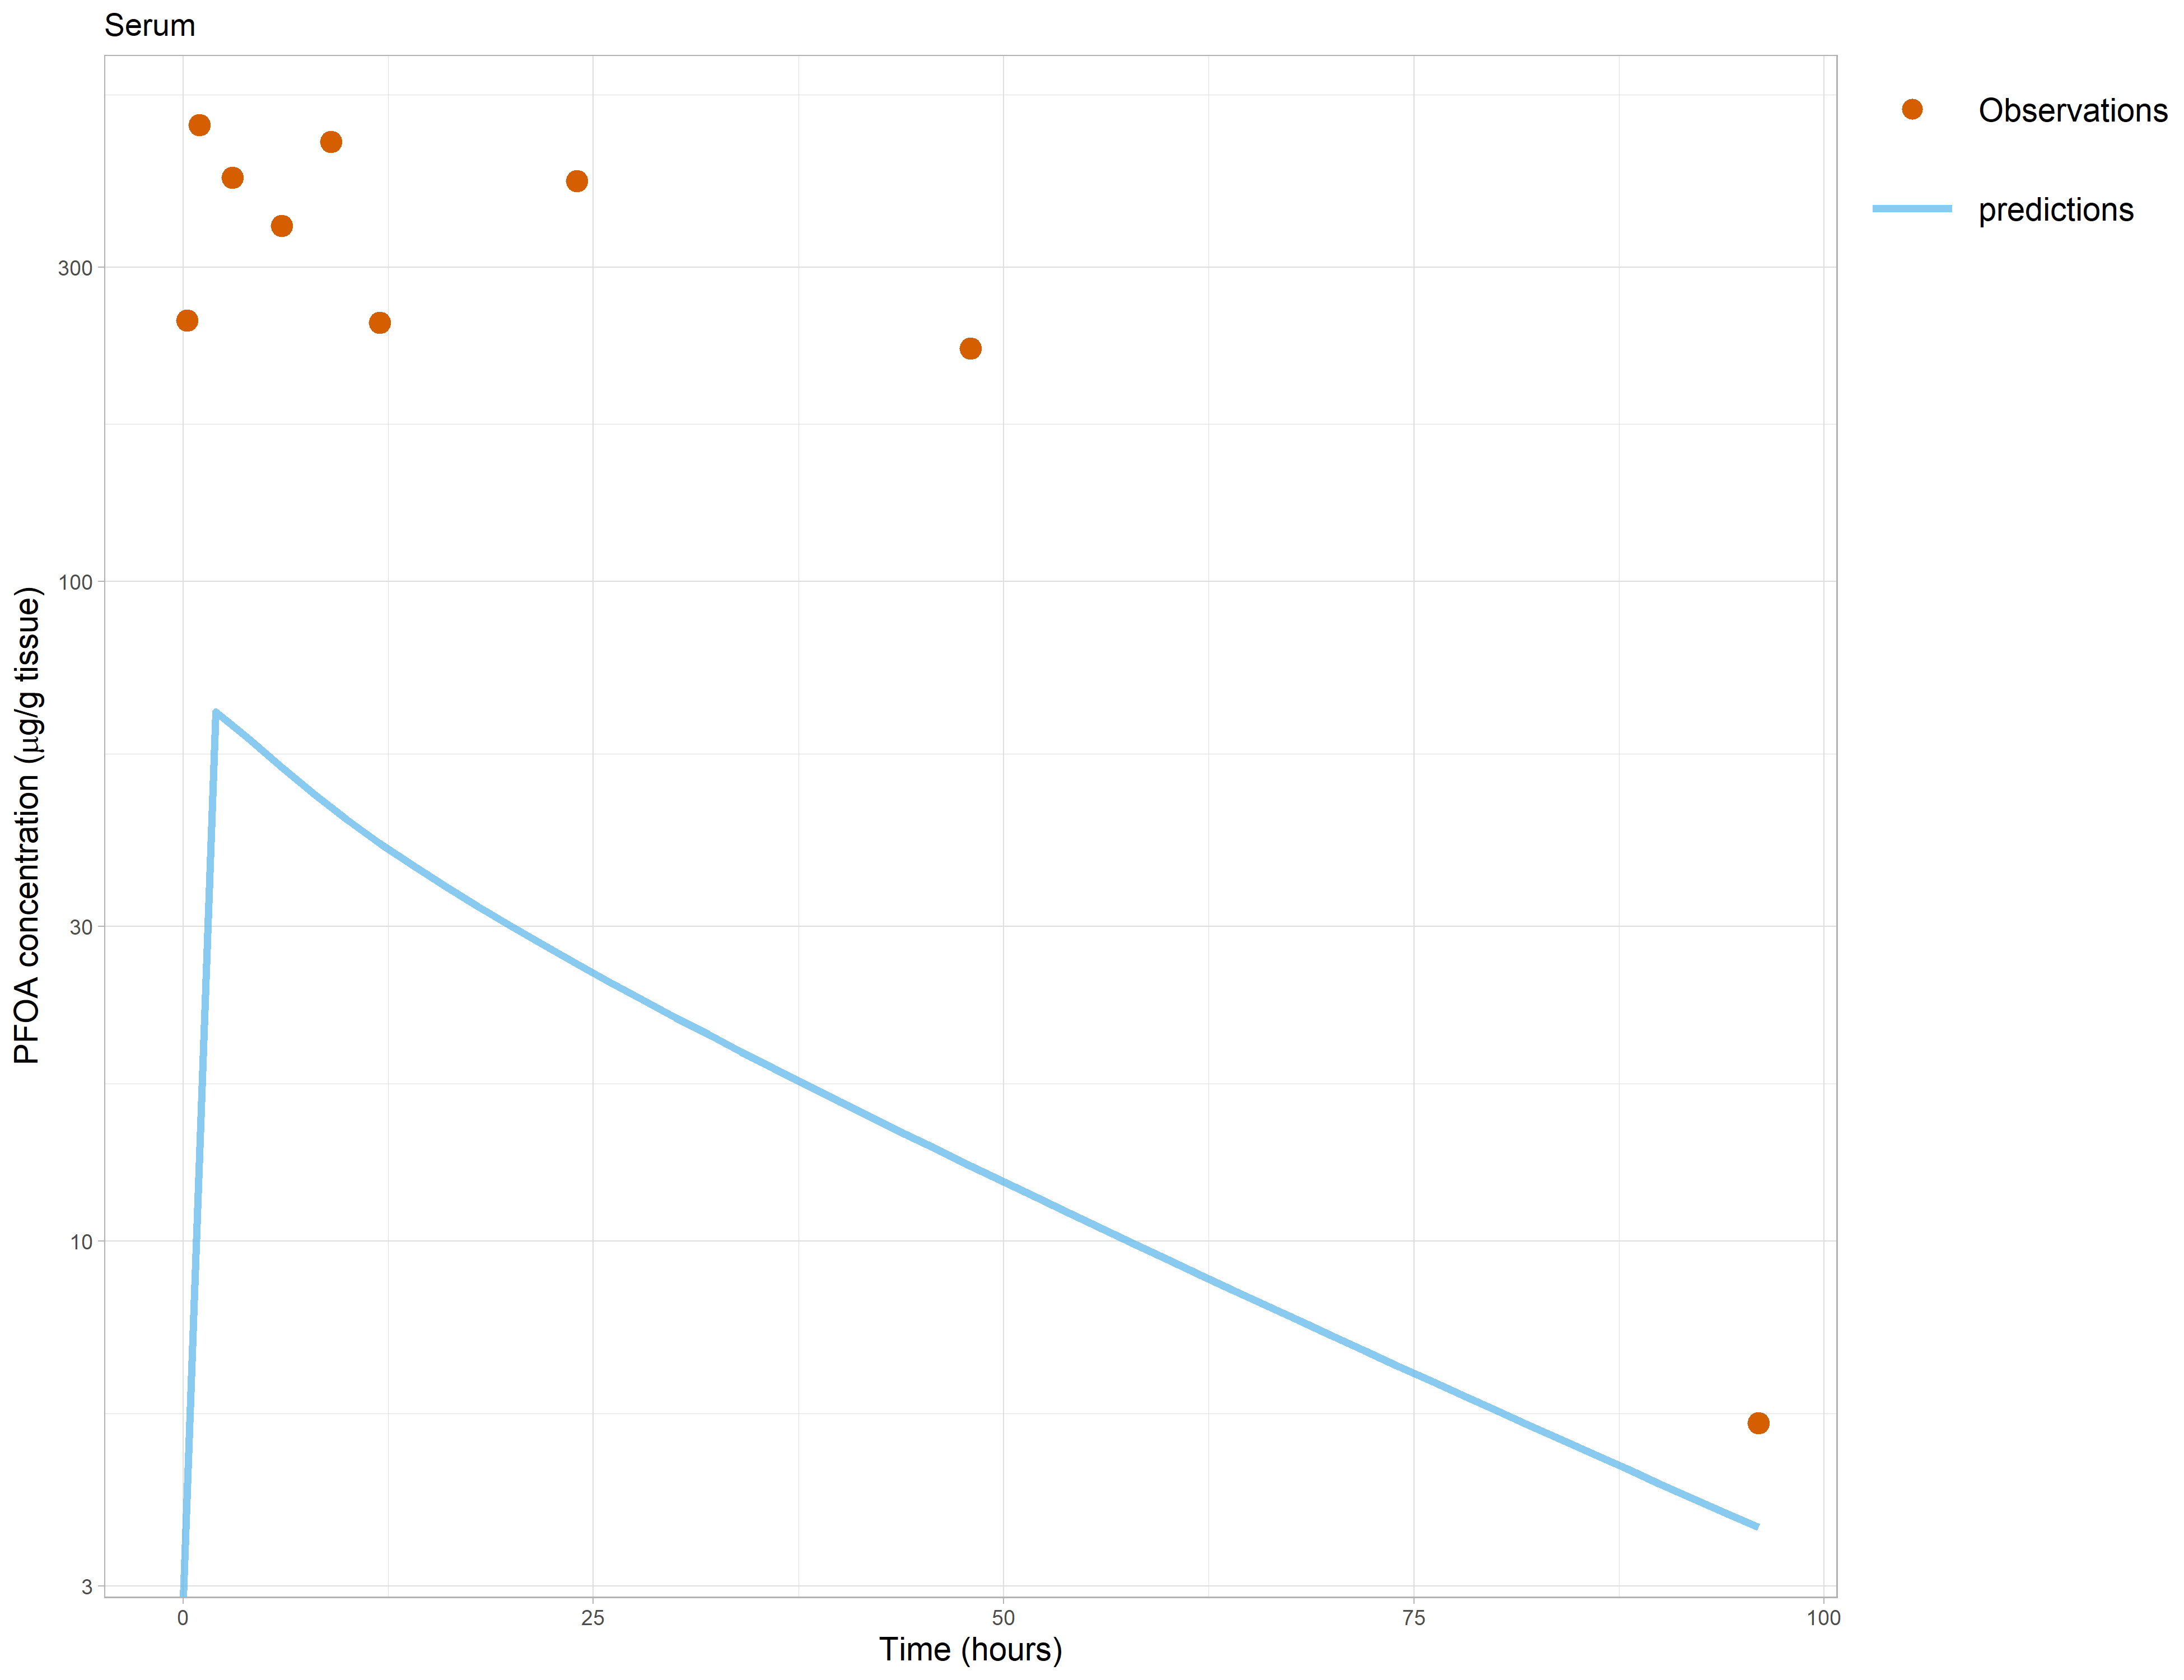 Serum
Observations
predictions
300
100
30
10
3
PFOA concentration (μg/g tissue)
0
25
50
75
100
Time (hours)